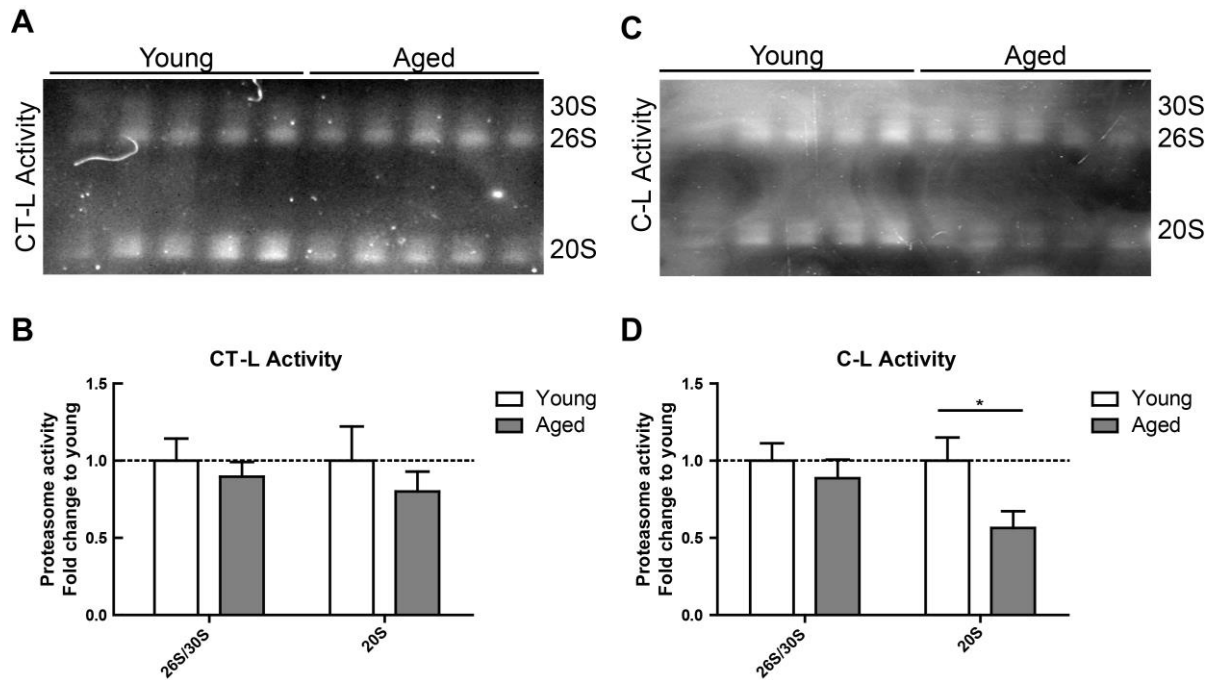 A
Young
Aged
CT-L Activity
30S
26S
20S
C
Young
Aged
C-L Activity
30S
26S
20S
B
CT-L Activity
Proteasome activity
Fold change to young
1.5
1.0
0.5
0.0
26S/30S
20S
Young
Aged
D
C-L Activity
Proteasome activity
Fold change to young
1.5
1.0
0.5
0.0
*
26S/30S
20S
Young
Aged